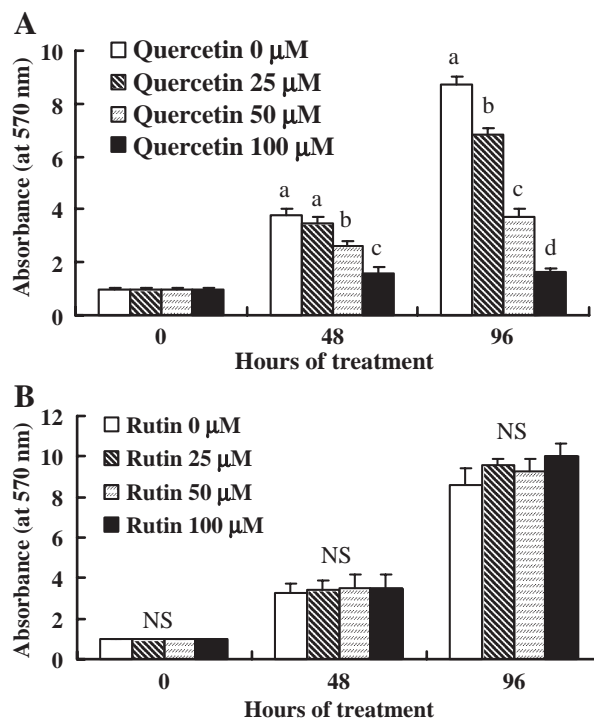 A
Absorbance (at 570 nm)
10
8
6
4
2
0
Quercetin 0 μM
Quercetin 25 μM
Quercetin 50 μM
Quercetin 100 μM
a
a
b
c
a
b
c
d
0
48
96
Hours of treatment
B
Absorbance (at 570 nm)
12
10
8
6
4
2
0
Rutin 0 μM
Rutin 25 μM
Rutin 50 μM
Rutin 100 μM
NS
NS
NS
0
48
96
Hours of treatment